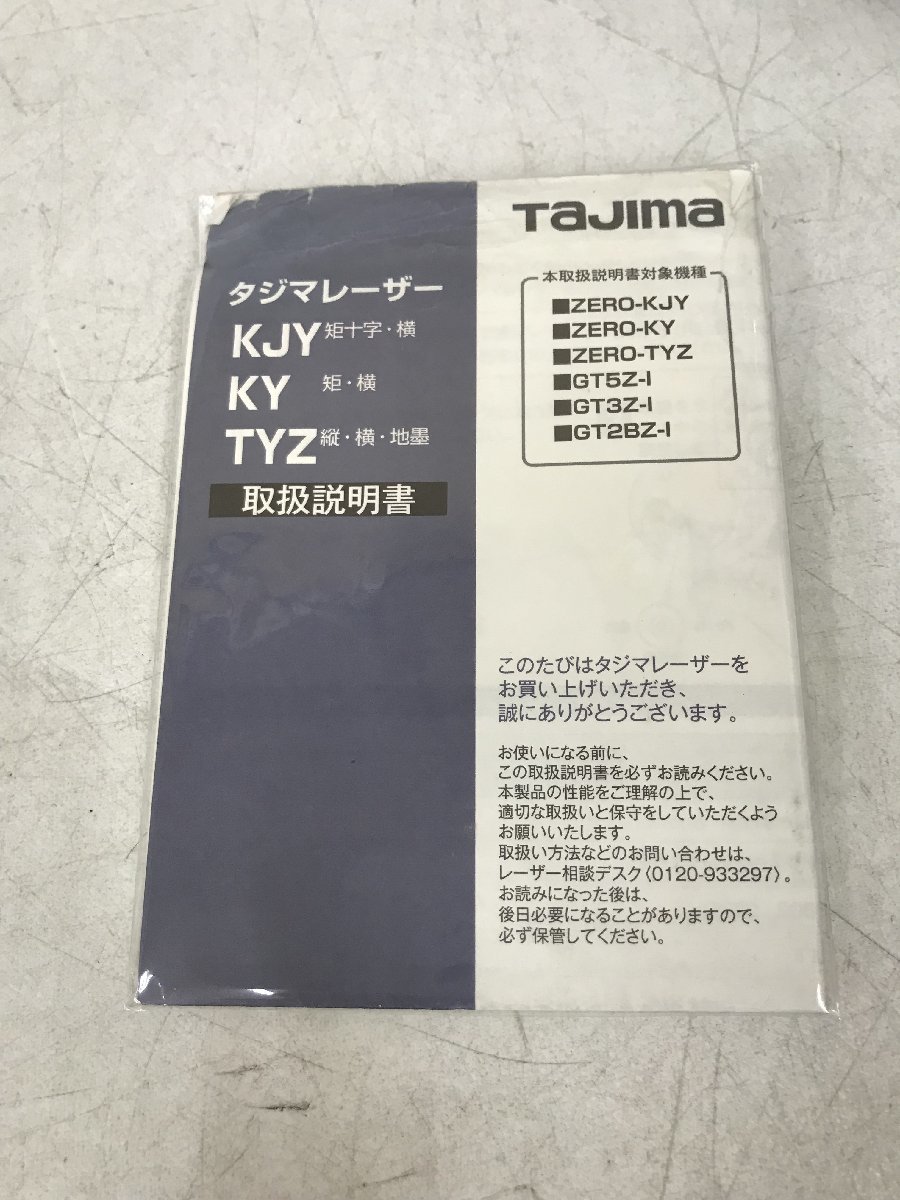 タジマレーザー
KJY 矩十字・横
KY 矩・横
TYZ 縦・横・地墨
取扱説明書
TaJIma
本取扱説明書対象機種
■ZERO-KJY
■ZERO-KY
■ZERO-TYZ
■GT5Z-I
■GT3Z-I
■GT2BZ-I
このたびはタジマレーザーを
お買い上げいただき、
誠にありがとうございます。
お使いになる前に、
この取扱説明書を必ずお読みください。
本製品の性能をご理解の上で、
適切な取扱いと保守をしていただくよう
お願いいたします。
取扱い方法などのお問い合わせは、
レーザー相談デスク〈0120-933297〉。
お読みになった後は、
後日必要になることがありますので、
必ず保管してください。